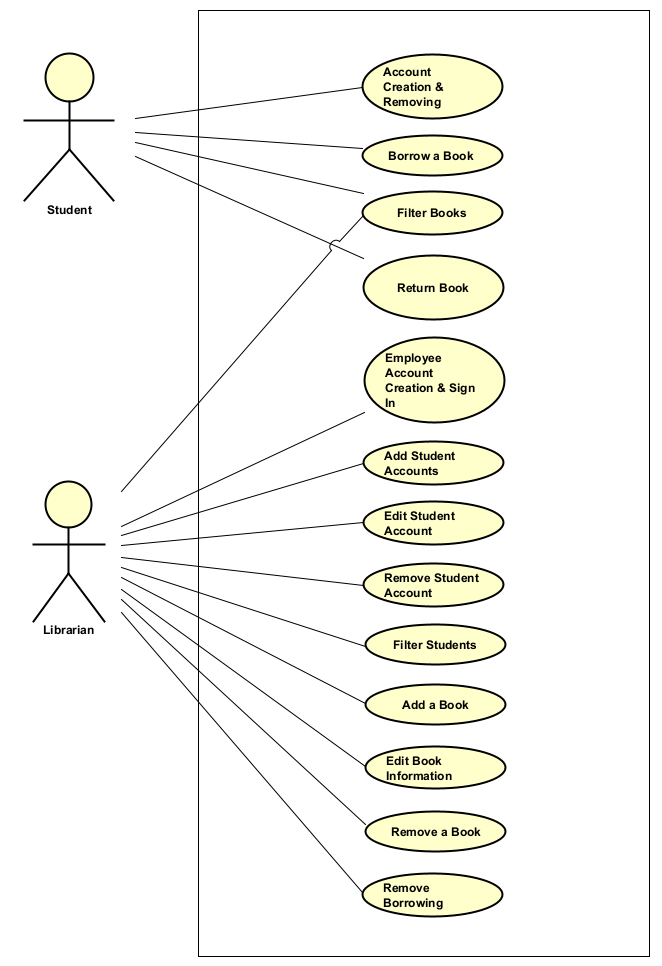 Account
Creation &
Removing
Borrow a Book
Student
Filter Books
Return Book
Employee
Account
Creation & Sign
In
Add Student
Accounts
Edit Student
Account
Remove Student
Account
Librarian
Filter Students
Add a Book
Edit Book
Information
Remove a Book
Remove
Borrowing